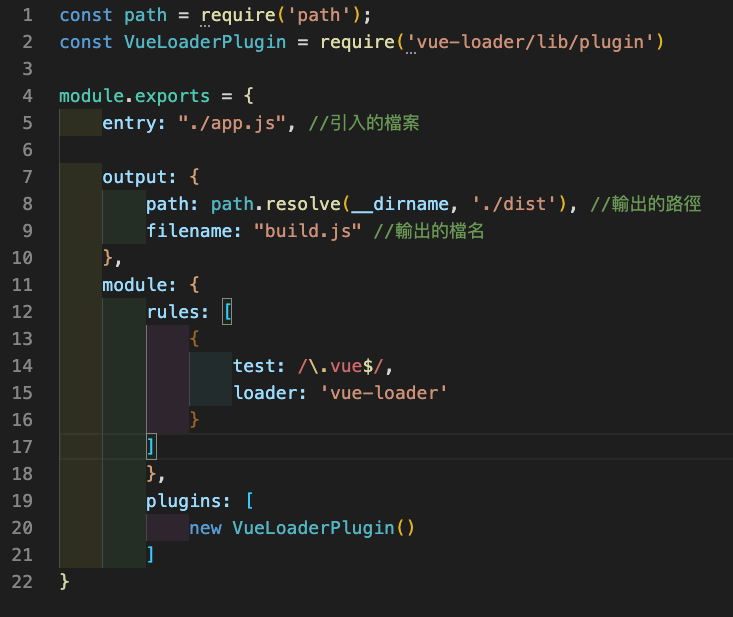 1 const path = require('path');
2 const VueLoaderPlugin = require('vue-loader/lib/plugin')
3
4 module.exports = {
5     entry: "./app.js", //引入的檔案
6
7     output: {
8         path: path.resolve(__dirname, './dist'), //輸出的路徑
9         filename: "build.js" //輸出的檔名
10     },
11     module: {
12         rules: [
13             {
14                 test: /\.vue$/,
15                 loader: 'vue-loader'
16             }
17         ]
18         },
19         plugins: [
20             new VueLoaderPlugin()
21         ]
22 }